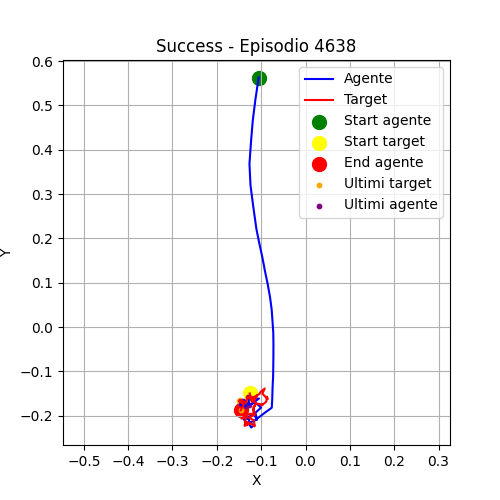 Success - Episodio 4638
Agente
Target
Start agente
Start target
End agente
Ultimi target
Ultimi agente
Y
0.6
0.5
0.4
0.3
0.2
0.1
0.0
−0.1
−0.2
−0.5 −0.4 −0.3 −0.2 −0.1 0.0 0.1 0.2 0.3
X